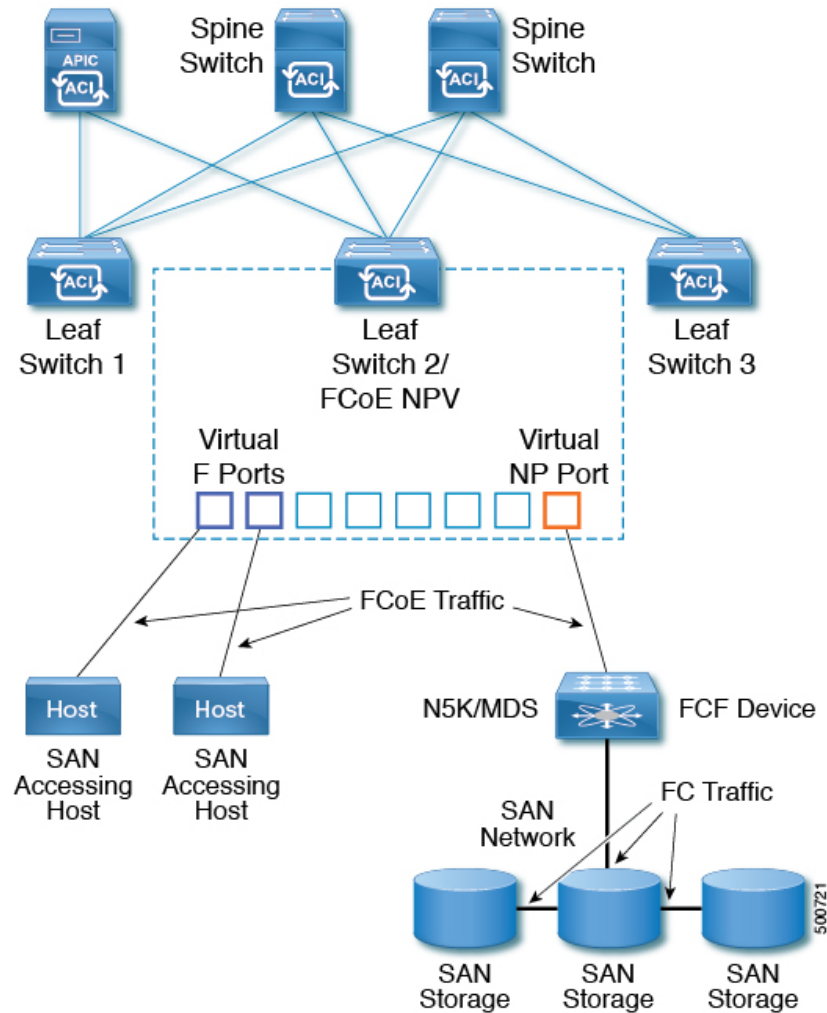 APIC
ACI
Spine
Switch
ACI
Spine
Switch
ACI
ACI
Leaf
Switch 1
ACI
Leaf
Switch 2/
FCoE NPV
ACI
Leaf
Switch 3
Virtual
F Ports
Virtual
NP Port
FCoE Traffic
Host
SAN
Accessing
Host
Host
SAN
Accessing
Host
N5K/MDS
FCF Device
FC Traffic
SAN
Network
SAN
Storage
SAN
Storage
SAN
Storage
500721